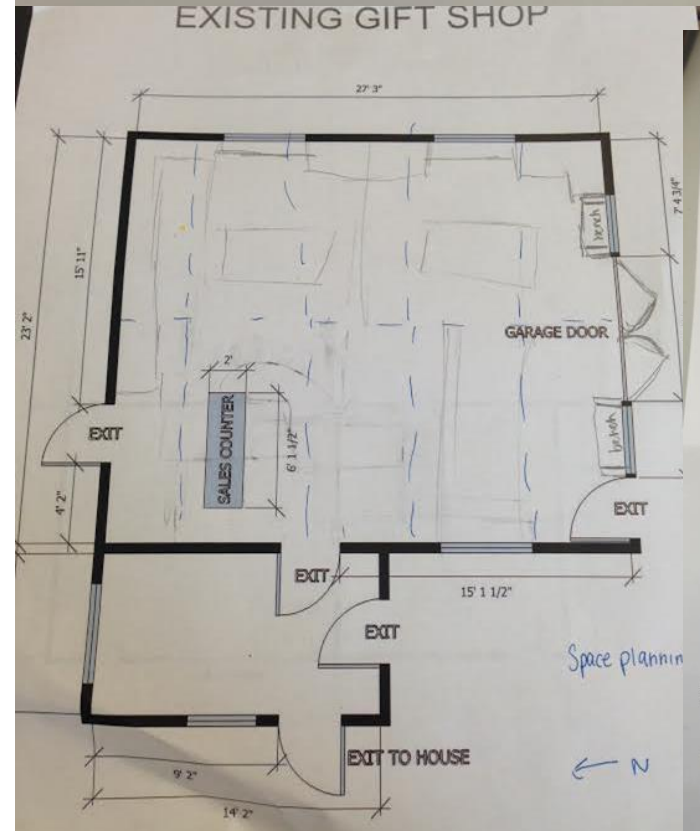 EXISTING GIFT SHOP
27' 3"
7' 4 3/4"
15' 11"
23' 2"
bench
GARAGE DOOR
2'
SALES COUNTER
6' 1 1/2"
EXIT
bench
4' 2"
EXIT
EXIT
15' 1 1/2"
EXIT
Space plannin
EXIT TO HOUSE
N
9' 2"
14' 2"